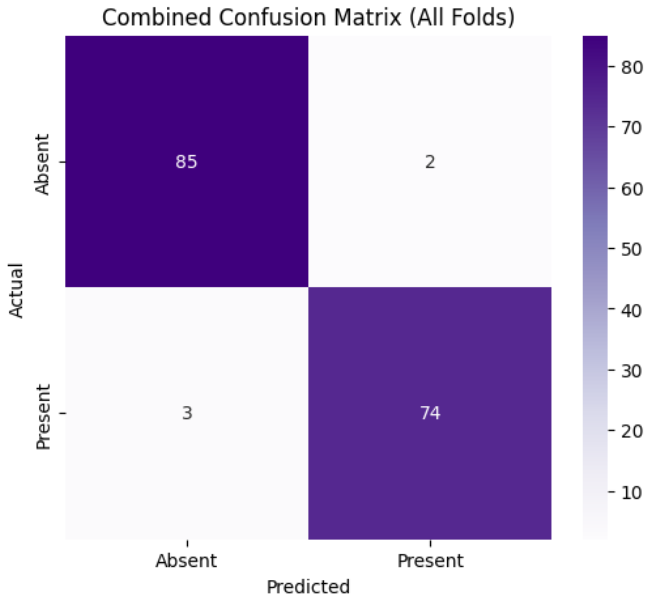 Combined Confusion Matrix (All Folds)
Actual
Absent
Present
85
2
3
74
Absent
Present
Predicted
80
70
60
50
40
30
20
10